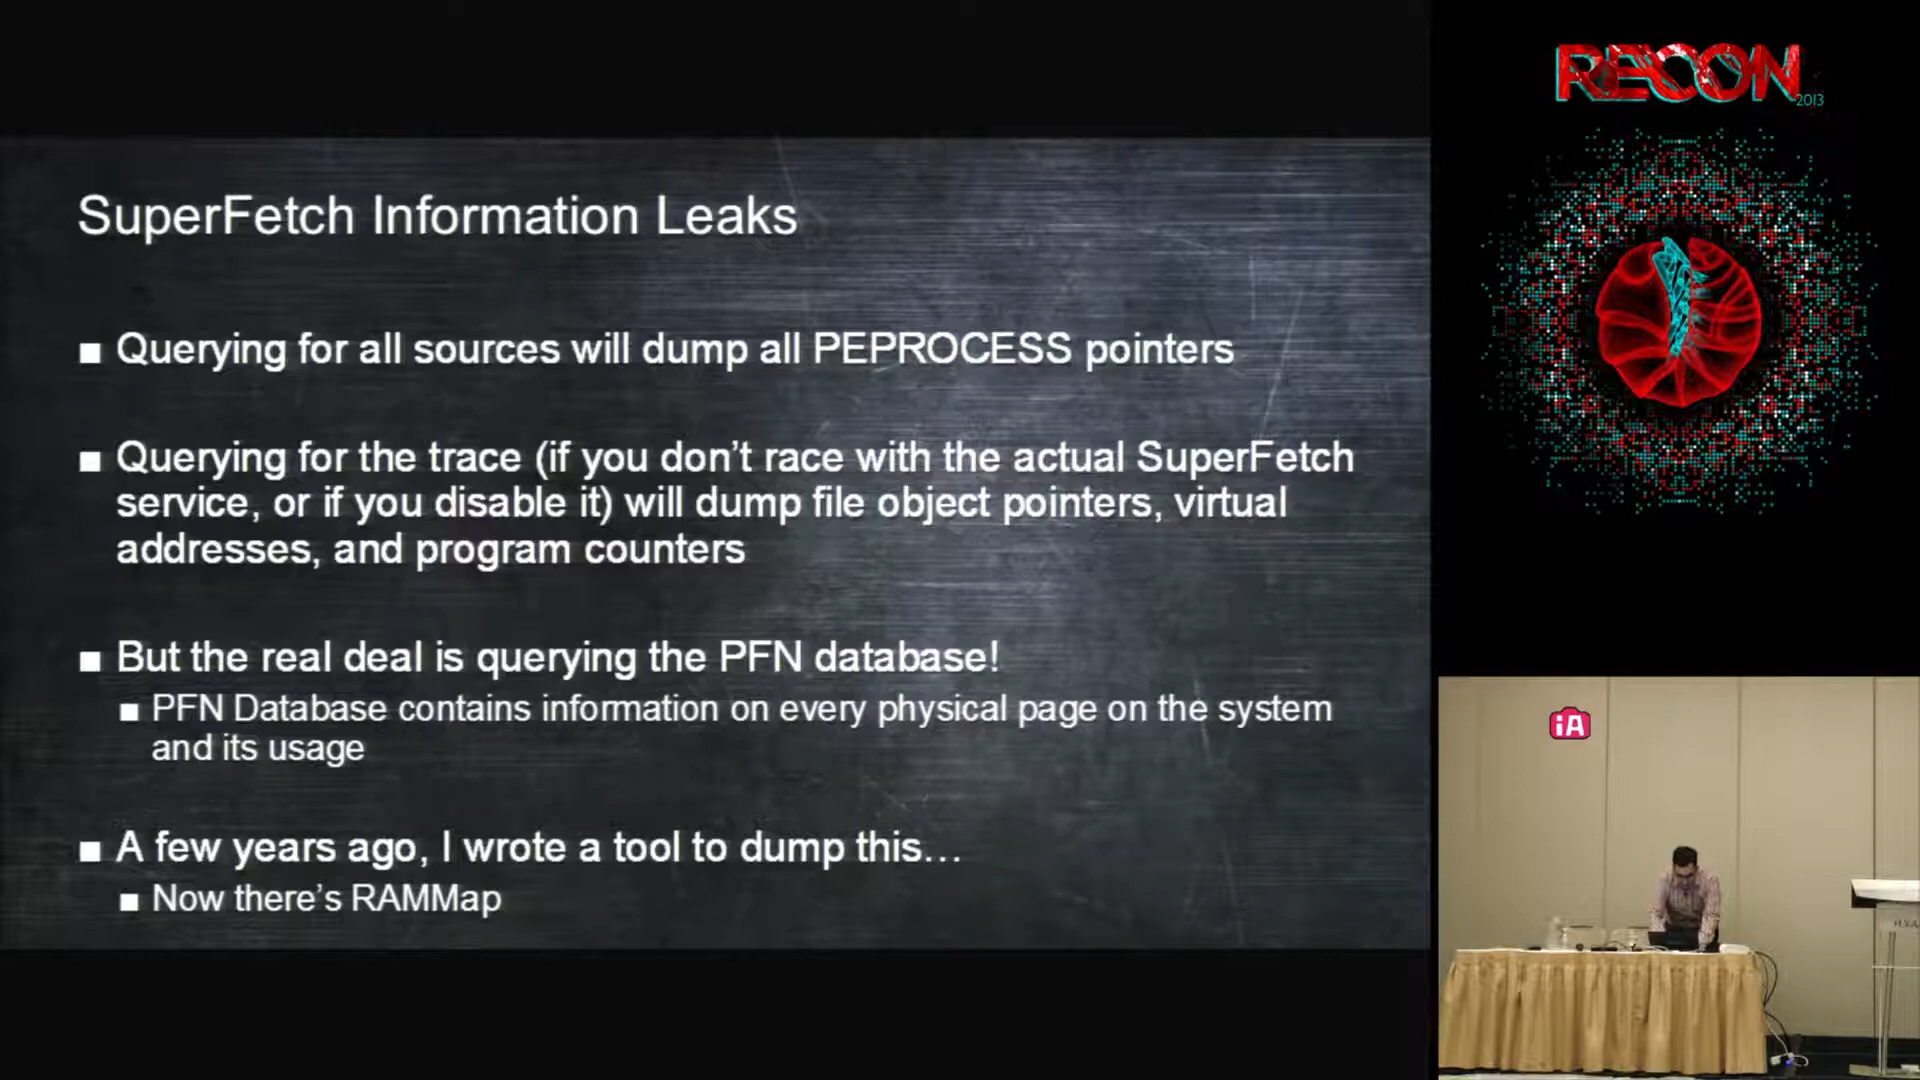 RECON
2013
SuperFetch Information Leaks
■ Querying for all sources will dump all PEPROCESS pointers
■ Querying for the trace (if you don’t race with the actual SuperFetch
service, or if you disable it) will dump file object pointers, virtual
addresses, and program counters
■ But the real deal is querying the PFN database!
■ PFN Database contains information on every physical page on the system
and its usage
■ A few years ago, I wrote a tool to dump this…
■ Now there’s RAMMap
iA